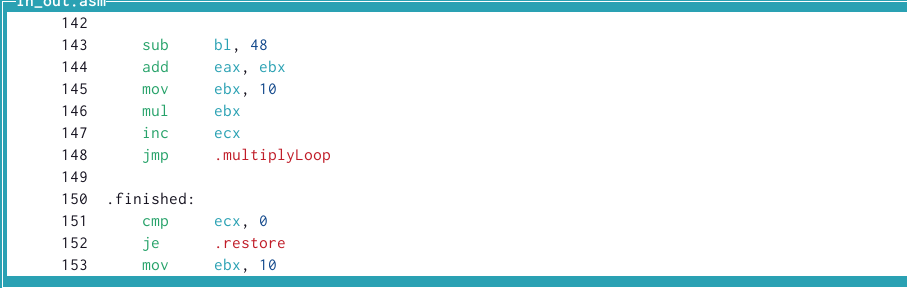 in_out.asm
142
143 sub bl, 48
144 add eax, ebx
145 mov ebx, 10
146 mul ebx
147 inc ecx
148 jmp .multiplyLoop
149
150 .finished:
151 cmp ecx, 0
152 je .restore
153 mov ebx, 10